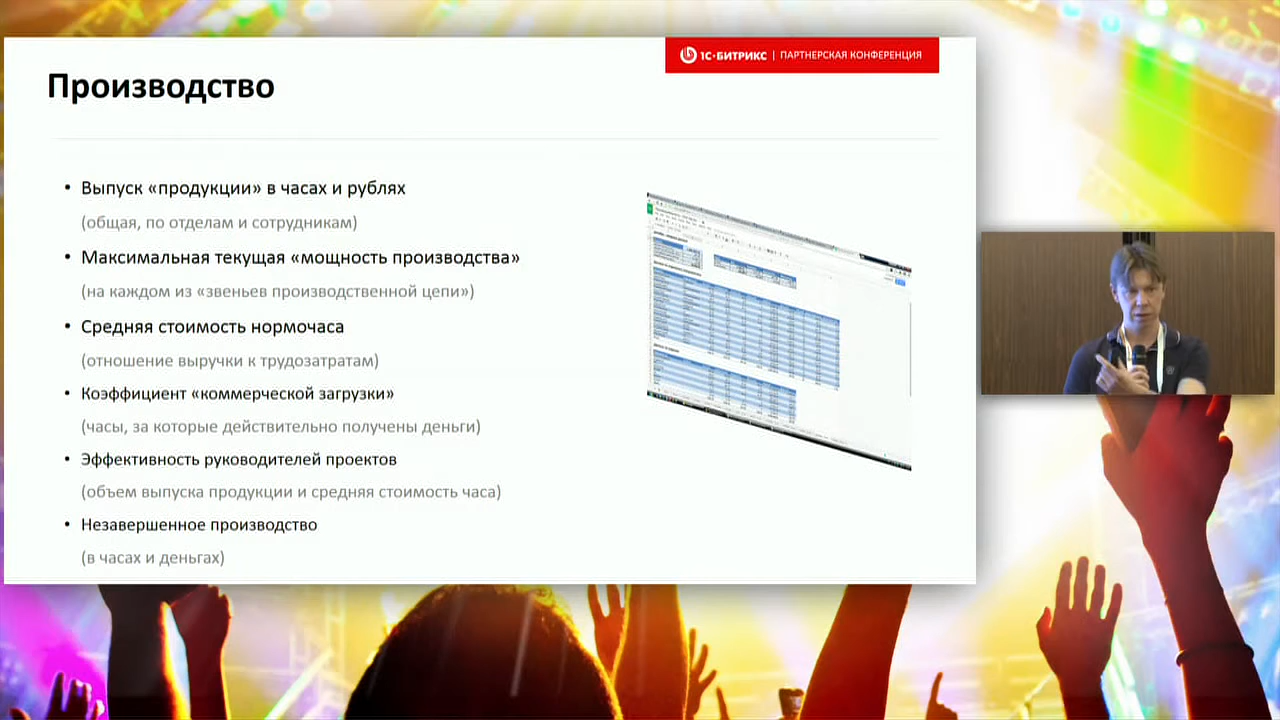 1С·БИТРИКС | ПАРТНЕРСКАЯ КОНФЕРЕНЦИЯ
Производство
• Выпуск «продукции» в часах и рублях
(общая, по отделам и сотрудникам)
• Максимальная текущая «мощность производства»
(на каждом из «звеньев производственной цепи»)
• Средняя стоимость нормочаса
(отношение выручки к трудозатратам)
• Коэффициент «коммерческой загрузки»
(часы, за которые действительно получены деньги)
• Эффективность руководителей проектов
(объем выпуска продукции и средняя стоимость часа)
• Незавершенное производство
(в часах и деньгах)